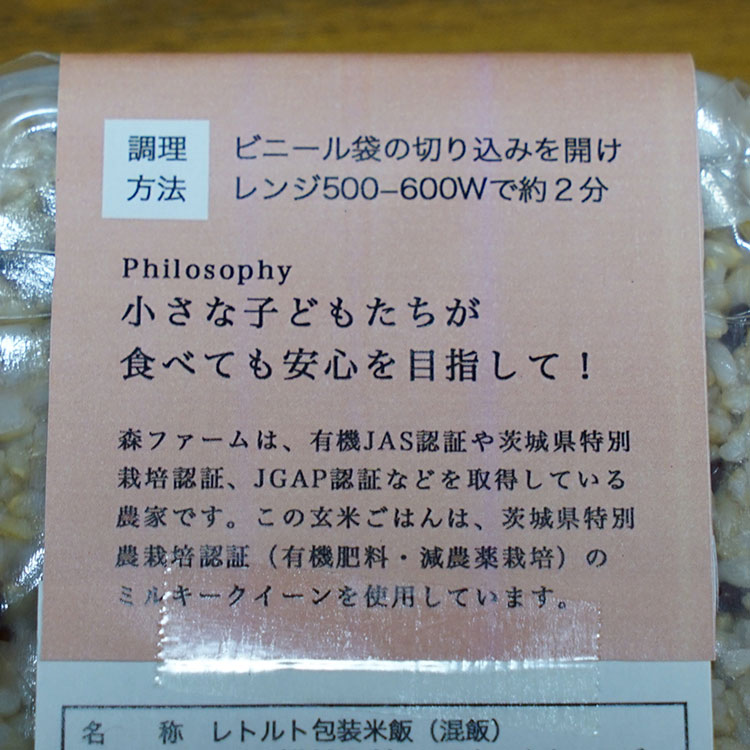 調理
方法
ビニール袋の切り込みを開け
レンジ500–600Wで約２分
Philosophy
小さな子どもたちが
食べても安心を目指して！
森ファームは、有機JAS認証や茨城県特別
栽培認証、JGAP認証などを取得している
農家です。この玄米ごはんは、茨城県特別
農栽培認証（有機肥料・減農薬栽培）の
ミルキークイーンを使用しています。
名　称　レトルト包装米飯（混飯）